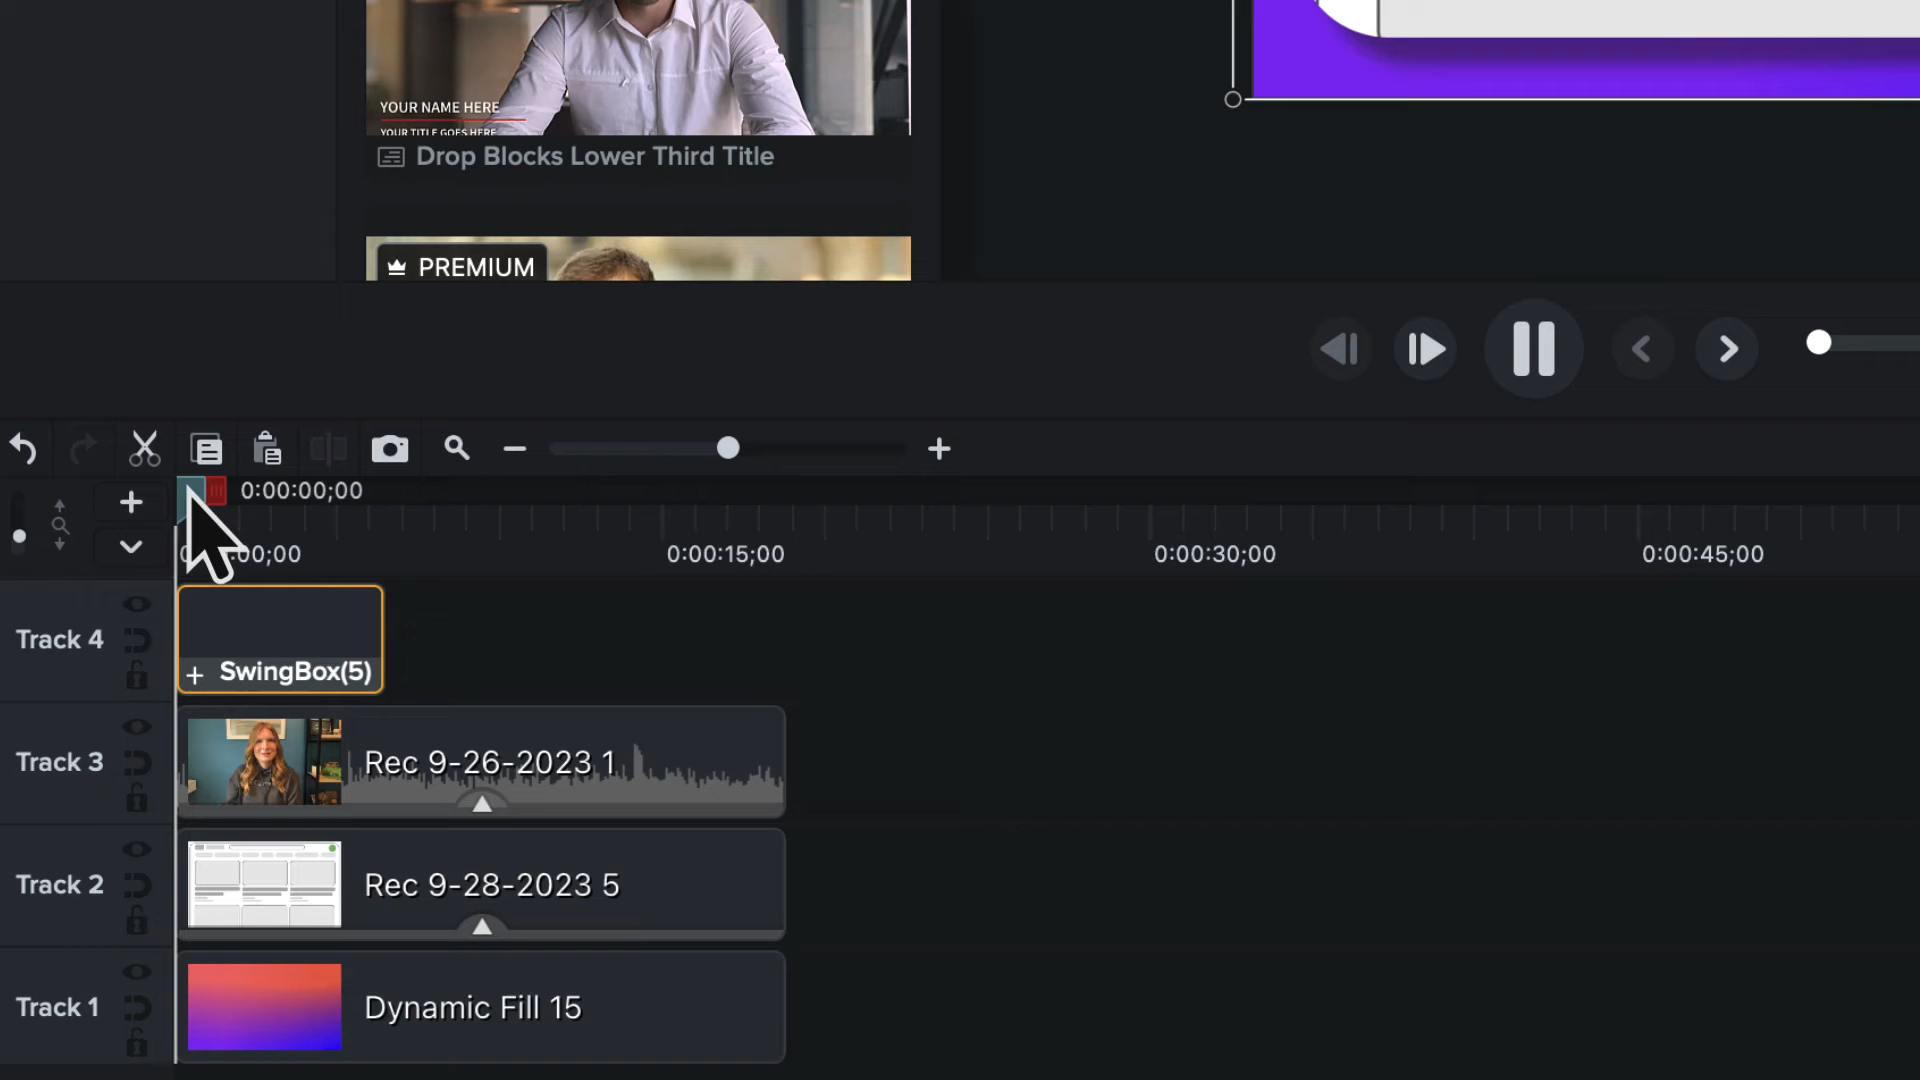 YOUR NAME HERE
YOUR TITLE GOES HERE
Drop Blocks Lower Third Title
PREMIUM
0:00:00;00
00;00
0:00:15;00
0:00:30;00
0:00:45;00
Track 4
+ SwingBox(5)
Track 3
Rec 9-26-2023 1
Track 2
Rec 9-28-2023 5
Track 1
Dynamic Fill 15